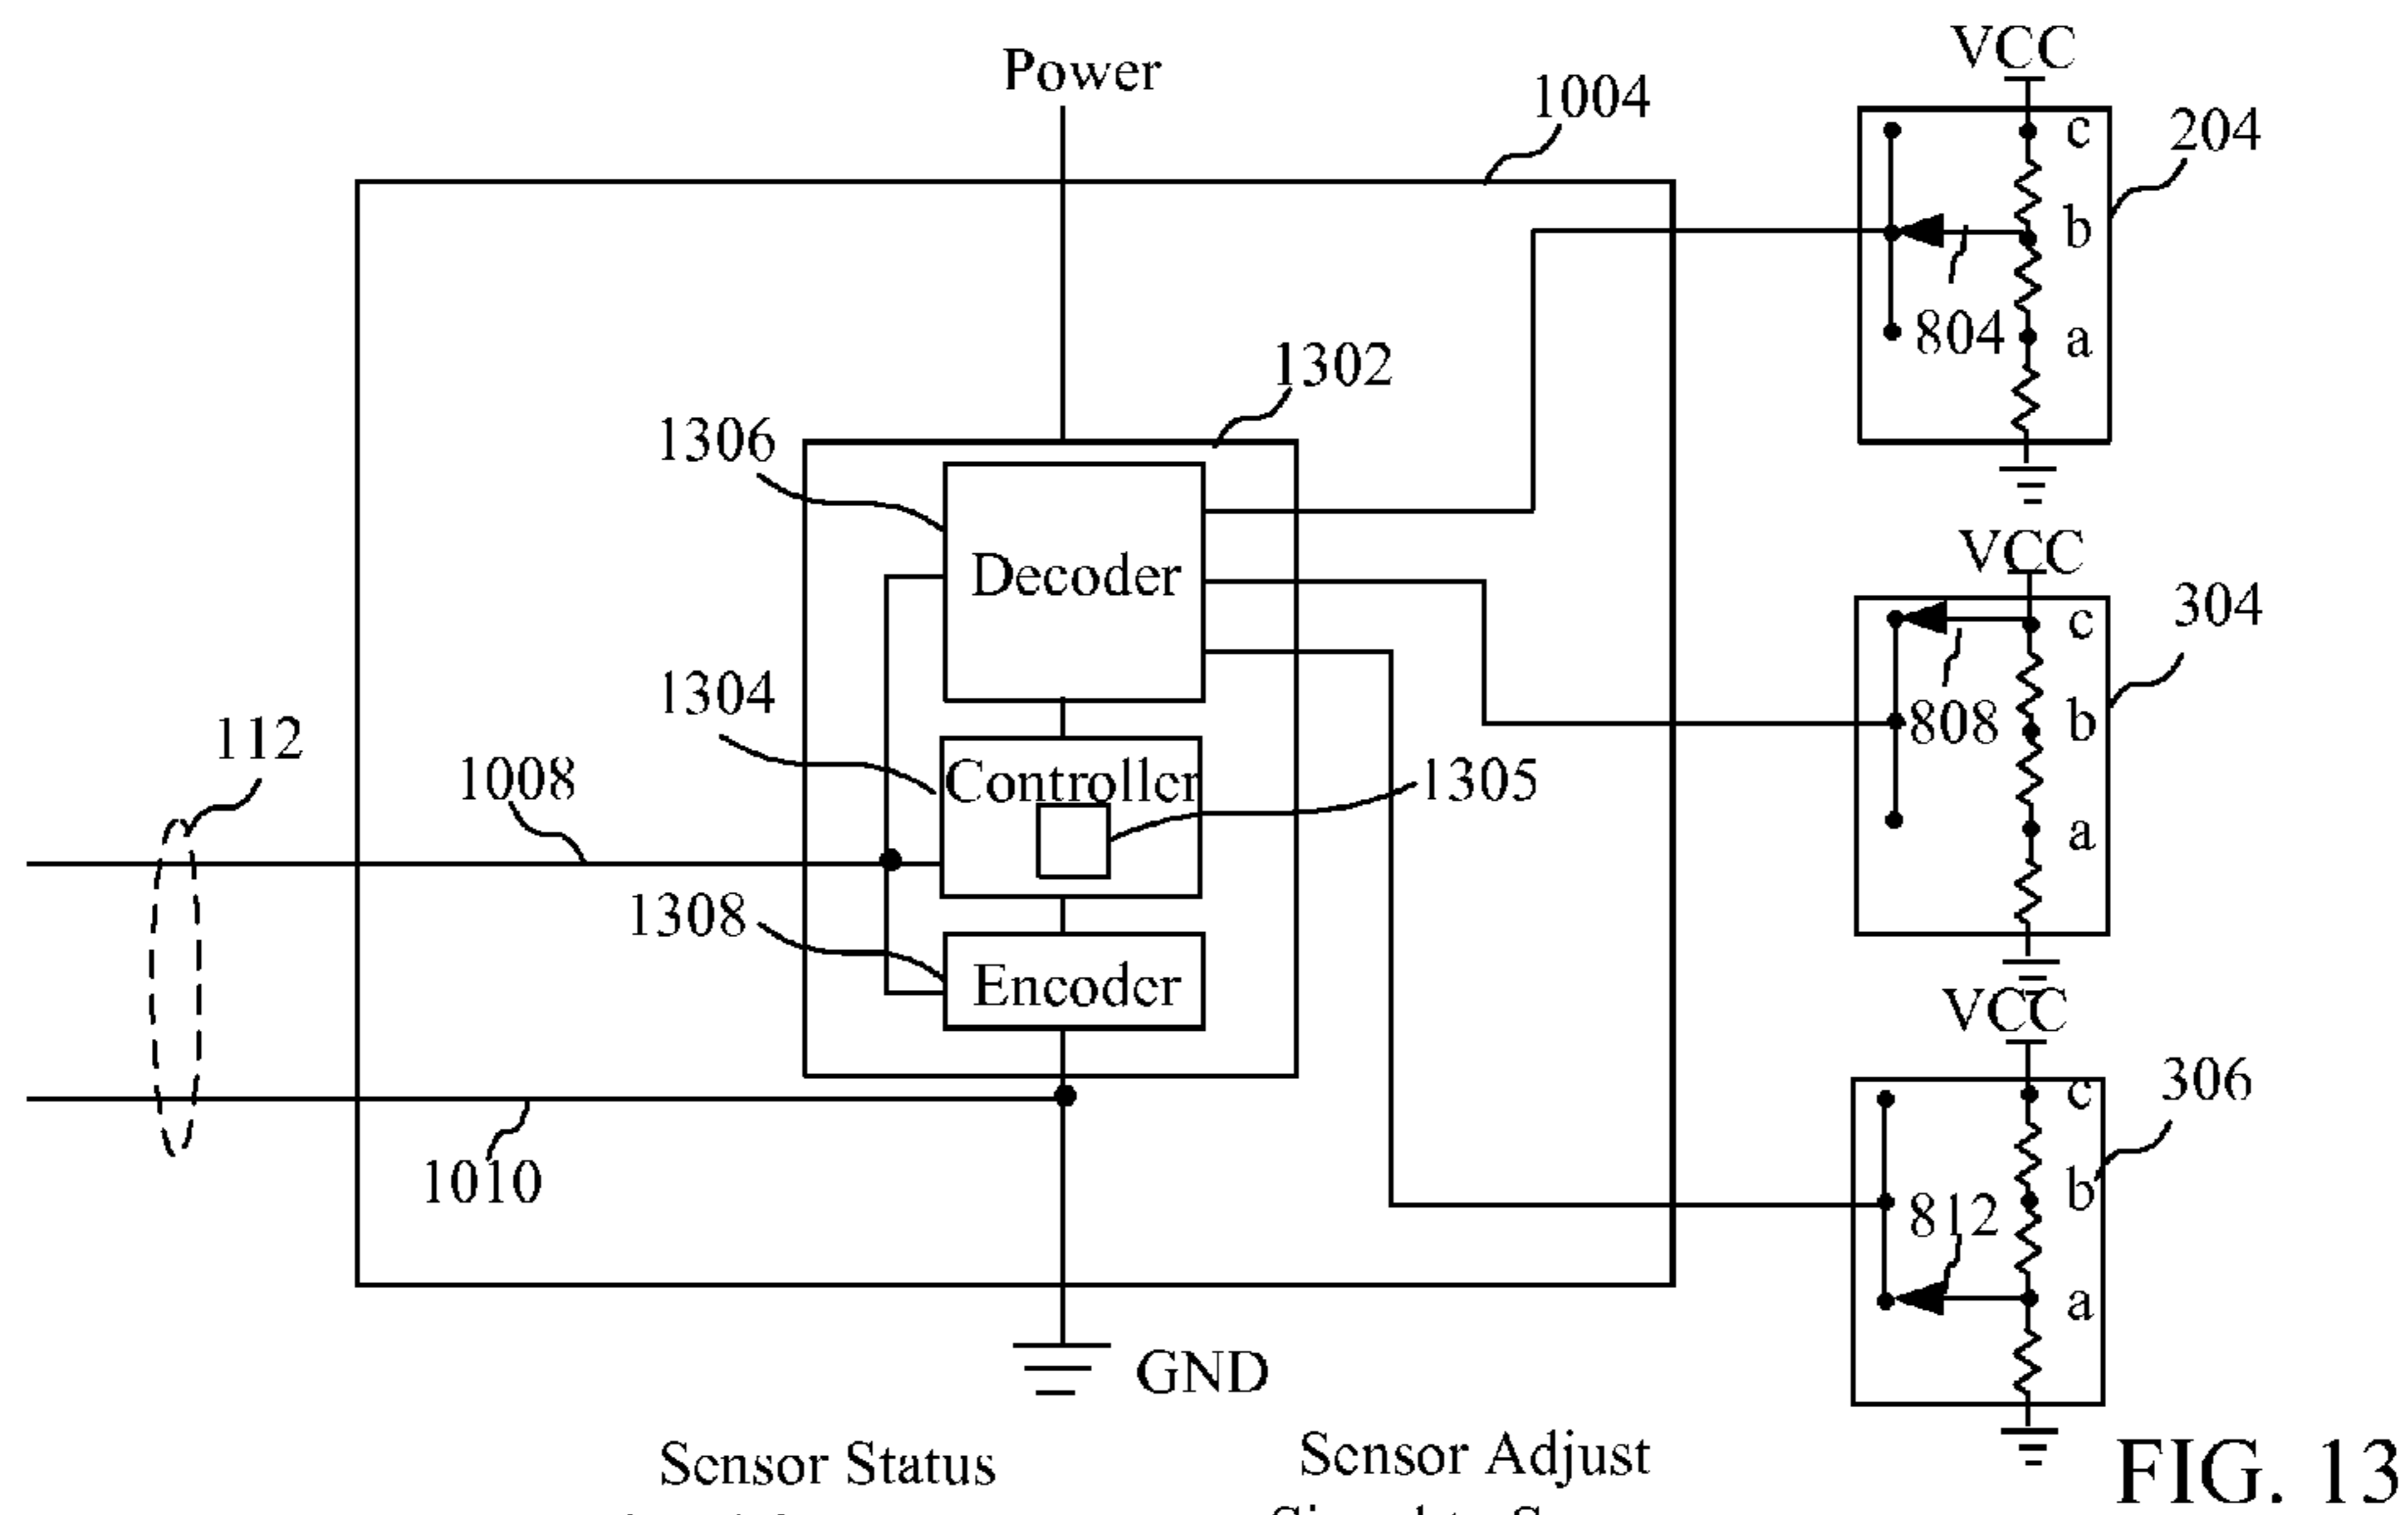 Power
1004
VCC
c
204
b
804
a
1302
1306
Decoder
VCC
c
304
808
b
a
1304
Controller
1305
112
1008
1308
Encoder
VCC
c
306
b
812
a
1010
GND
Sensor Status
Sensor Adjust
FIG. 13